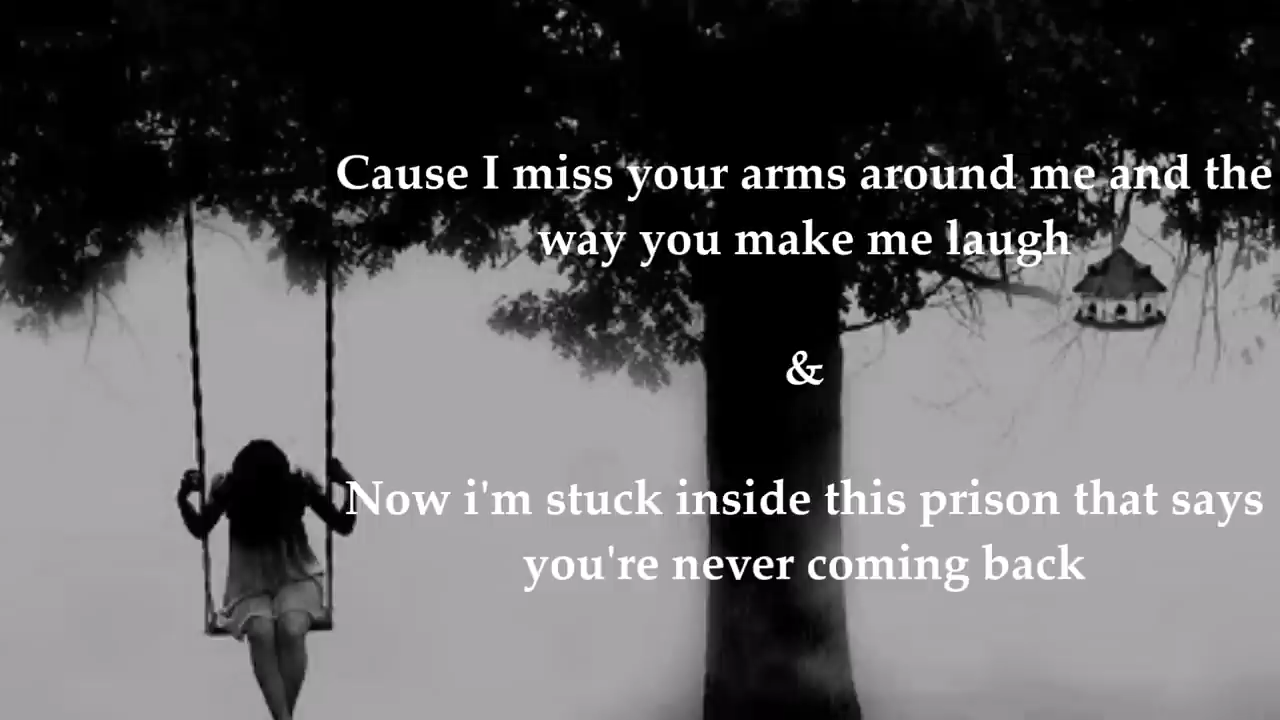 Cause I miss your arms around me and the
way you make me laugh
&
Now i'm stuck inside this prison that says
you're never coming back